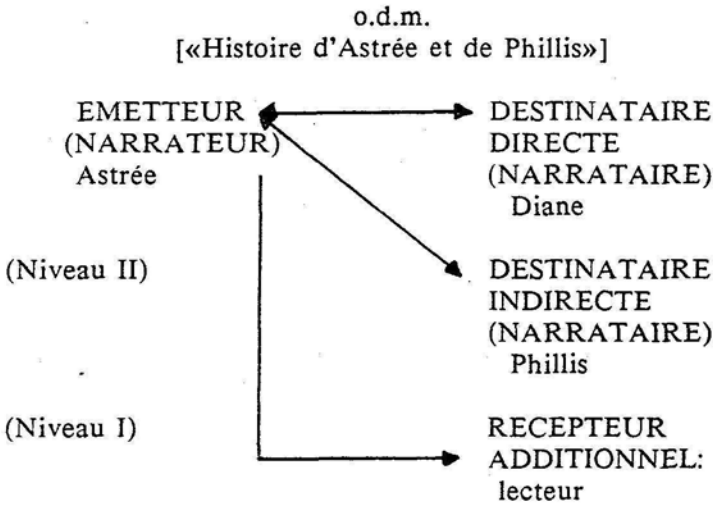 o.d.m.
[«Histoire d'Astrée et de Phillis»]
EMETTEUR
(NARRATEUR)
Astrée
DESTINATAIRE
DIRECTE
(NARRATAIRE)
Diane
(Niveau II)
DESTINATAIRE
INDIRECTE
(NARRATAIRE)
Phillis
(Niveau I)
RECEPTEUR
ADDITIONNEL:
lecteur